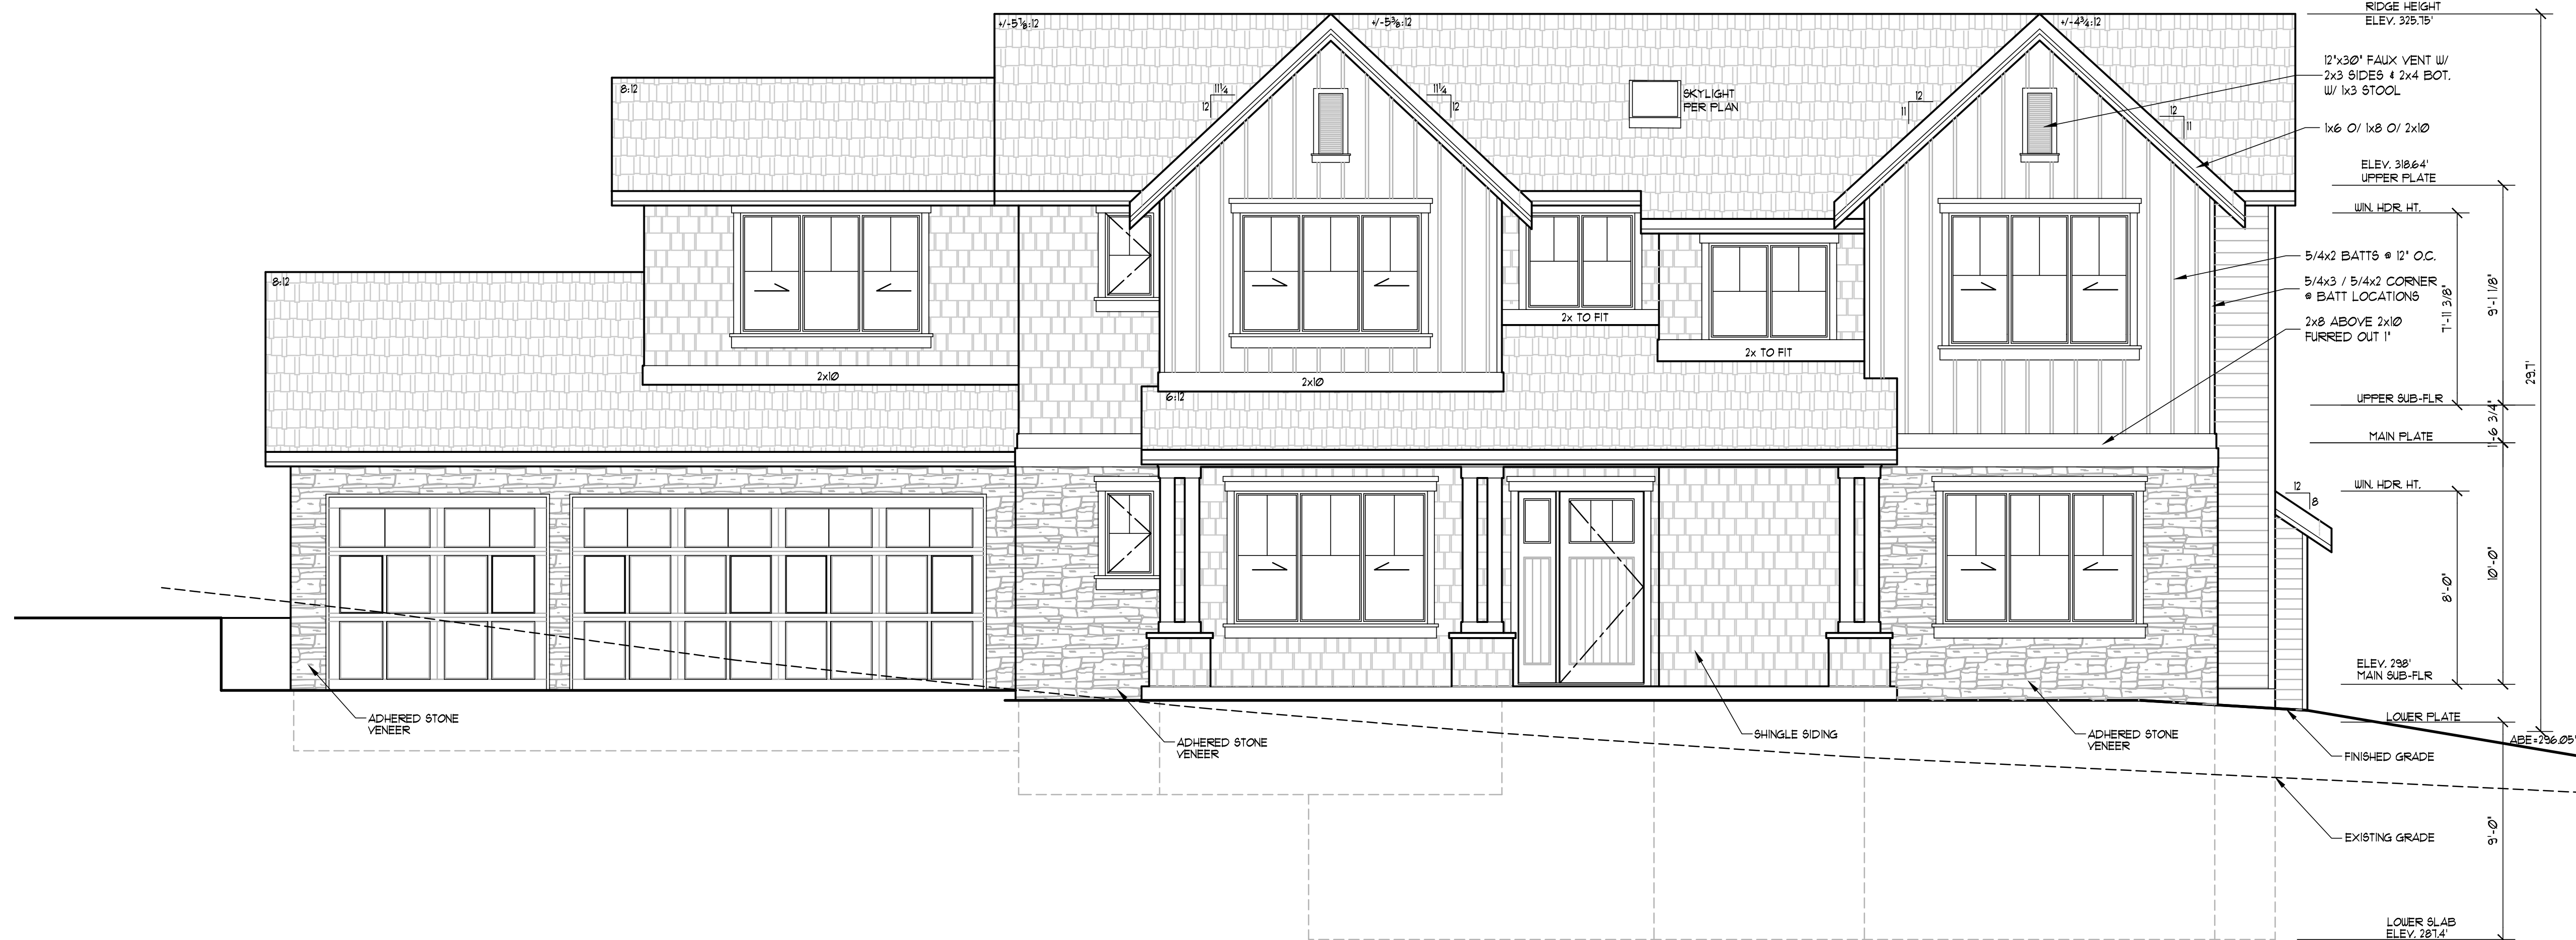 RIDGE HEIGHT
ELEV. 325.75'
+/-5⅞:12
+/-5⅜:12
+/-4¾:12
12"x30" FAUX VENT W/
2x3 SIDES & 2x4 BOT.
W/ 1x3 STOOL
8:12
11¼
12
11¼
12
SKYLIGHT
PER PLAN
12
11
12
11
1x6 O/ 1x8 O/ 2x10
ELEV. 318.64'
UPPER PLATE
WIN. HDR. HT.
5/4x2 BATTS @ 12" O.C.
5/4x3 / 5/4x2 CORNER
@ BATT LOCATIONS
2x8 ABOVE 2x10
FURRED OUT 1"
7'-11 3/8"
9'-1 1/8"
29.7'
8:12
2x TO FIT
2x TO FIT
2x10
2x10
6:12
UPPER SUB-FLR
1'-6 3/4"
MAIN PLATE
WIN. HDR. HT.
12
8
8'-0"
10'-0"
ELEV. 298'
MAIN SUB-FLR
LOWER PLATE
ABE=296.05'
ADHERED STONE
VENEER
ADHERED STONE
VENEER
SHINGLE SIDING
ADHERED STONE
VENEER
FINISHED GRADE
EXISTING GRADE
9'-0"
LOWER SLAB
ELEV. 287.4'